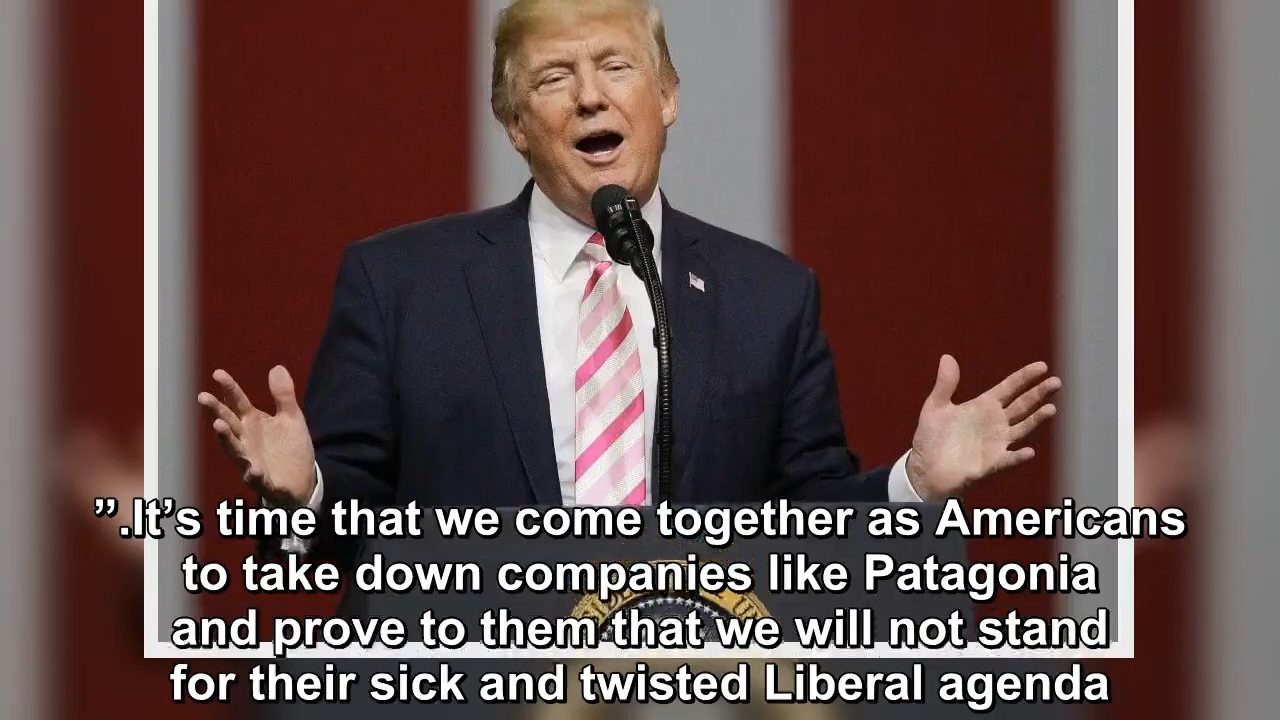 ”.It’s time that we come together as Americans
to take down companies like Patagonia
and prove to them that we will not stand
for their sick and twisted Liberal agenda